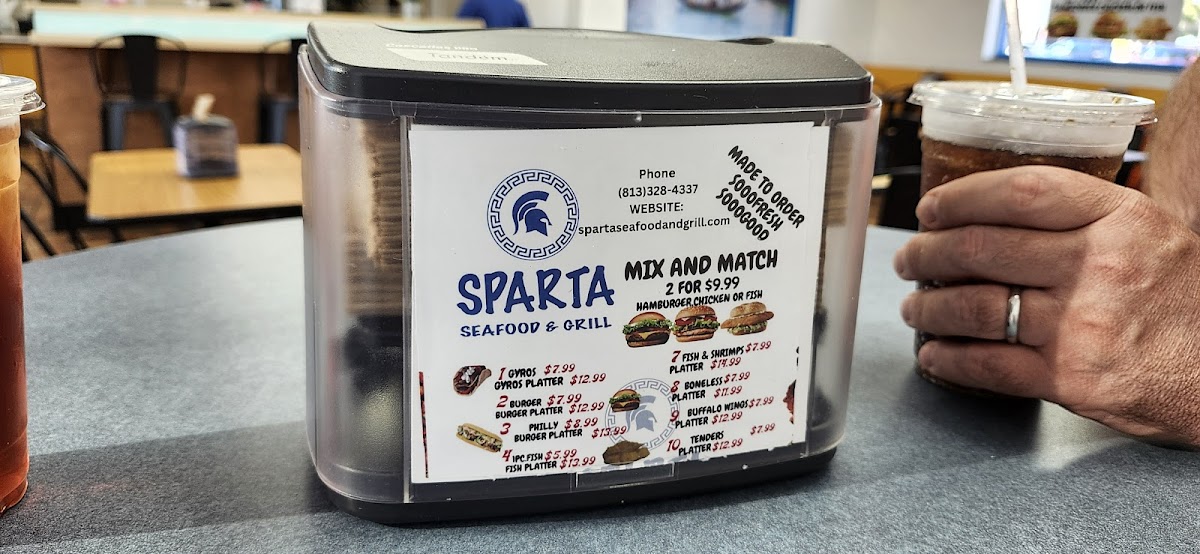 Tandem
Phone
(813)328-4337
WEBSITE:
spartaseafoodandgrill.com
MADE TO ORDER
SOOOFRESH
SOOOGOOD
SPARTA
SEAFOOD & GRILL
MIX AND MATCH
2 FOR $9.99
HAMBURGER,CHICKEN OR FISH
1 GYROS $7.99
GYROS PLATTER $12.99
2 BURGER $7.99
BURGER PLATTER $12.99
3 PHILLY $8.99
BURGER PLATTER $13.99
4 1PC.FISH $5.99
FISH PLATTER $13.99
7 FISH & SHRIMPS $7.99
PLATTER $14.99
8 BONELESS $7.99
PLATTER $11.99
9 BUFFALO WINGS $7.99
PLATTER $12.99
10 TENDERS $7.99
PLATTER $12.99